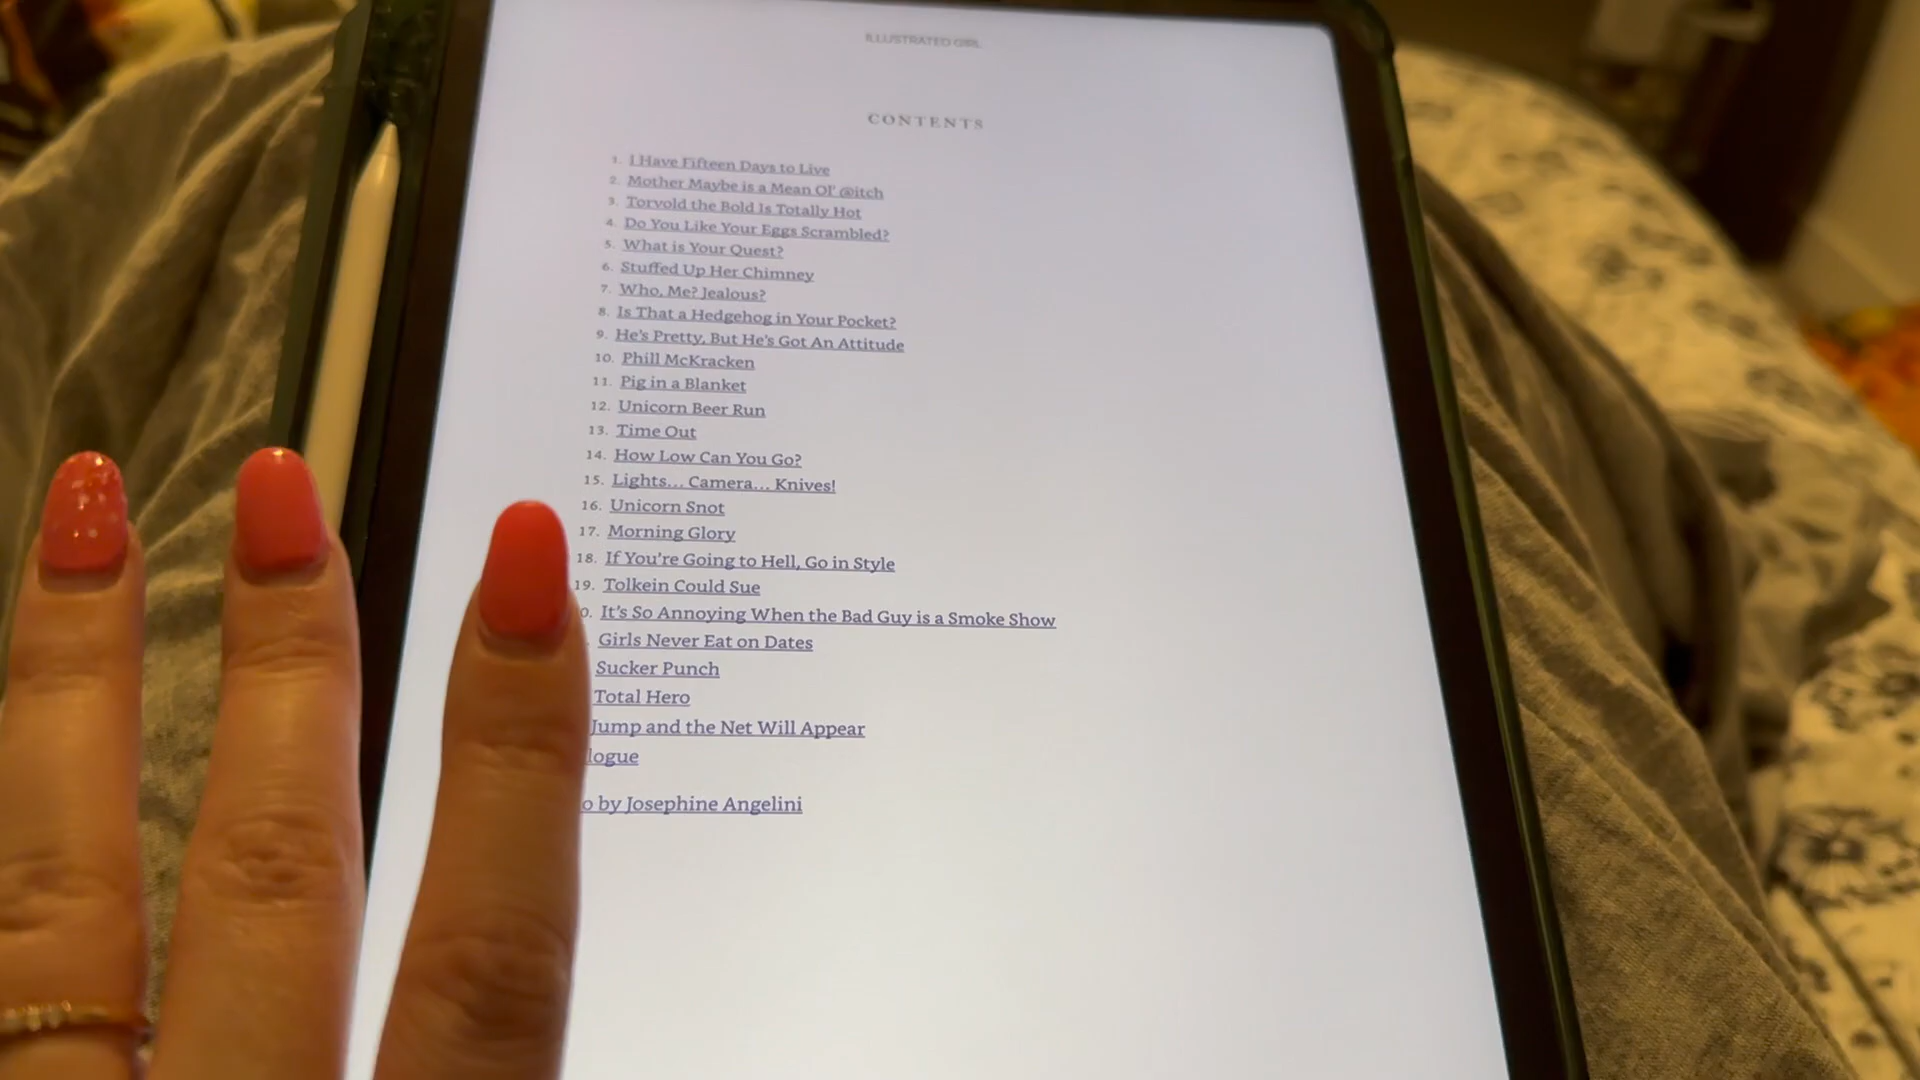 ILLUSTRATED GIRL
CONTENTS
1. I Have Fifteen Days to Live
2. Mother Maybe is a Mean Ol' @itch
3. Torvold the Bold Is Totally Hot
4. Do You Like Your Eggs Scrambled?
5. What is Your Quest?
6. Stuffed Up Her Chimney
7. Who, Me? Jealous?
8. Is That a Hedgehog in Your Pocket?
9. He's Pretty, But He's Got An Attitude
10. Phill McKracken
11. Pig in a Blanket
12. Unicorn Beer Run
13. Time Out
14. How Low Can You Go?
15. Lights... Camera... Knives!
16. Unicorn Snot
17. Morning Glory
18. If You're Going to Hell, Go in Style
19. Tolkein Could Sue
0. It's So Annoying When the Bad Guy is a Smoke Show
Girls Never Eat on Dates
Sucker Punch
Total Hero
Jump and the Net Will Appear
logue
o by Josephine Angelini